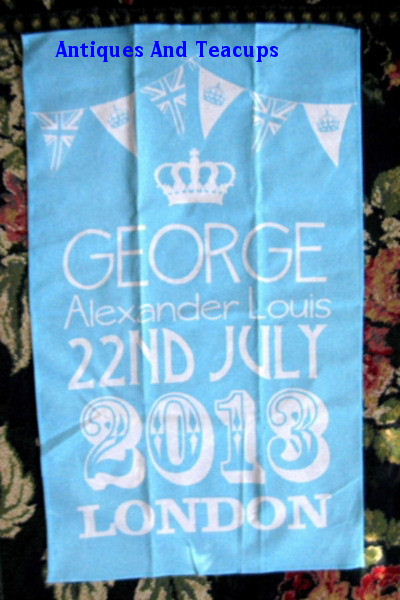 Antiques And Teacups
GEORGE
Alexander Louis
22ND JULY
2013
LONDON